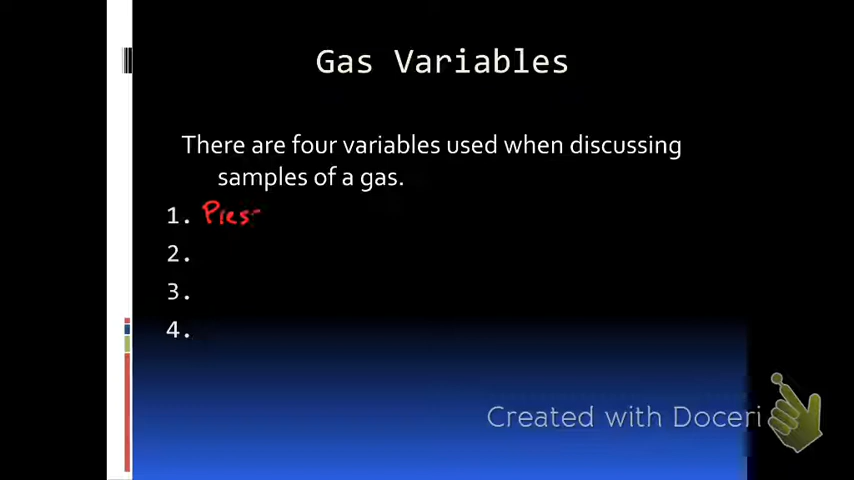 Gas Variables
There are four variables used when discussing
samples of a gas.
1. Pres
2.
3.
4.
Created with Doceri